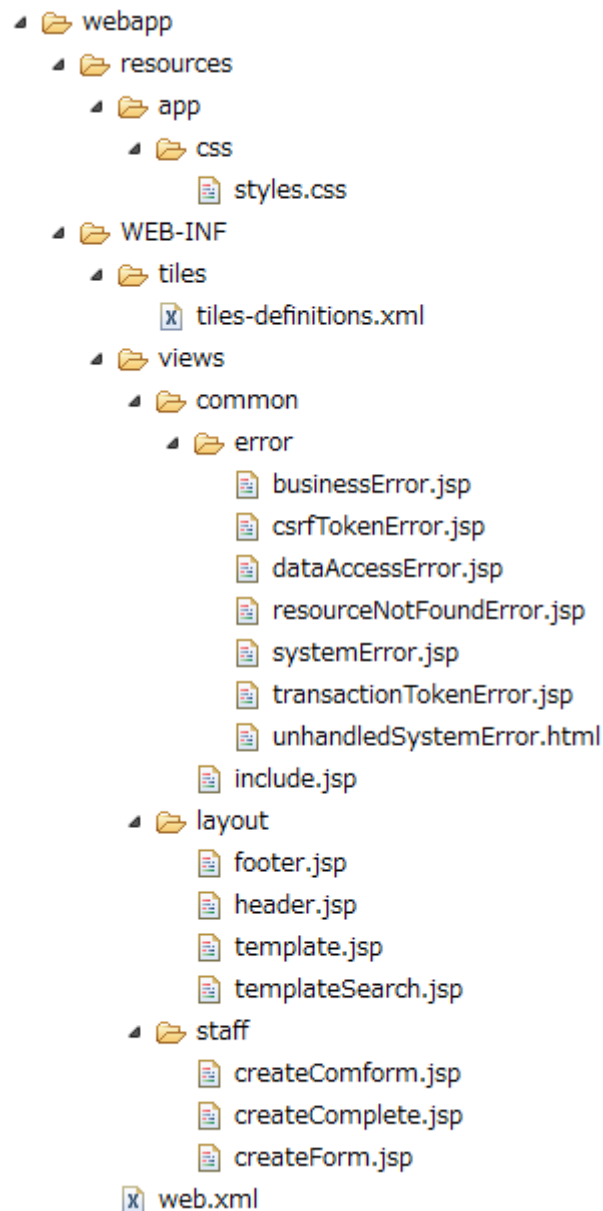 webapp
resources
app
css
styles.css
WEB-INF
tiles
tiles-definitions.xml
views
common
error
businessError.jsp
csrfTokenError.jsp
dataAccessError.jsp
resourceNotFoundError.jsp
systemError.jsp
transactionTokenError.jsp
unhandledSystemError.html
include.jsp
layout
footer.jsp
header.jsp
template.jsp
templateSearch.jsp
staff
createComform.jsp
createComplete.jsp
createForm.jsp
web.xml